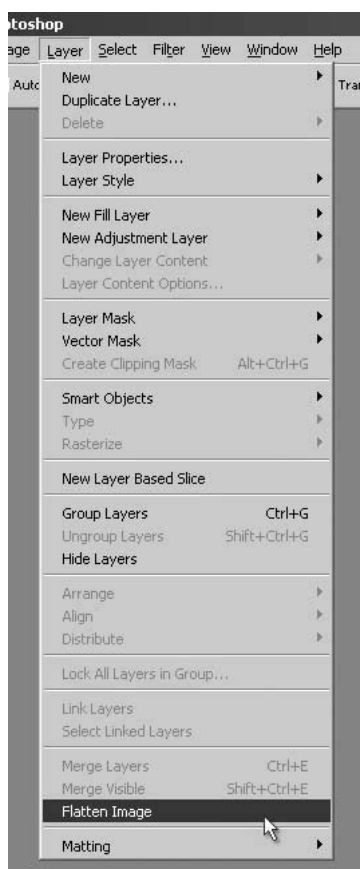 toshop
age Layer Select Filter View Window Help
Auto
Tra
New
Duplicate Layer...
Delete
Layer Properties...
Layer Style
New Fill Layer
New Adjustment Layer
Change Layer Content
Layer Content Options...
Layer Mask
Vector Mask
Create Clipping Mask Alt+Ctrl+G
Smart Objects
Type
Rasterize
New Layer Based Slice
Group Layers Ctrl+G
Ungroup Layers Shift+Ctrl+G
Hide Layers
Arrange
Align
Distribute
Lock All Layers in Group...
Link Layers
Select Linked Layers
Merge Layers Ctrl+E
Merge Visible Shift+Ctrl+E
Flatten Image
Matting